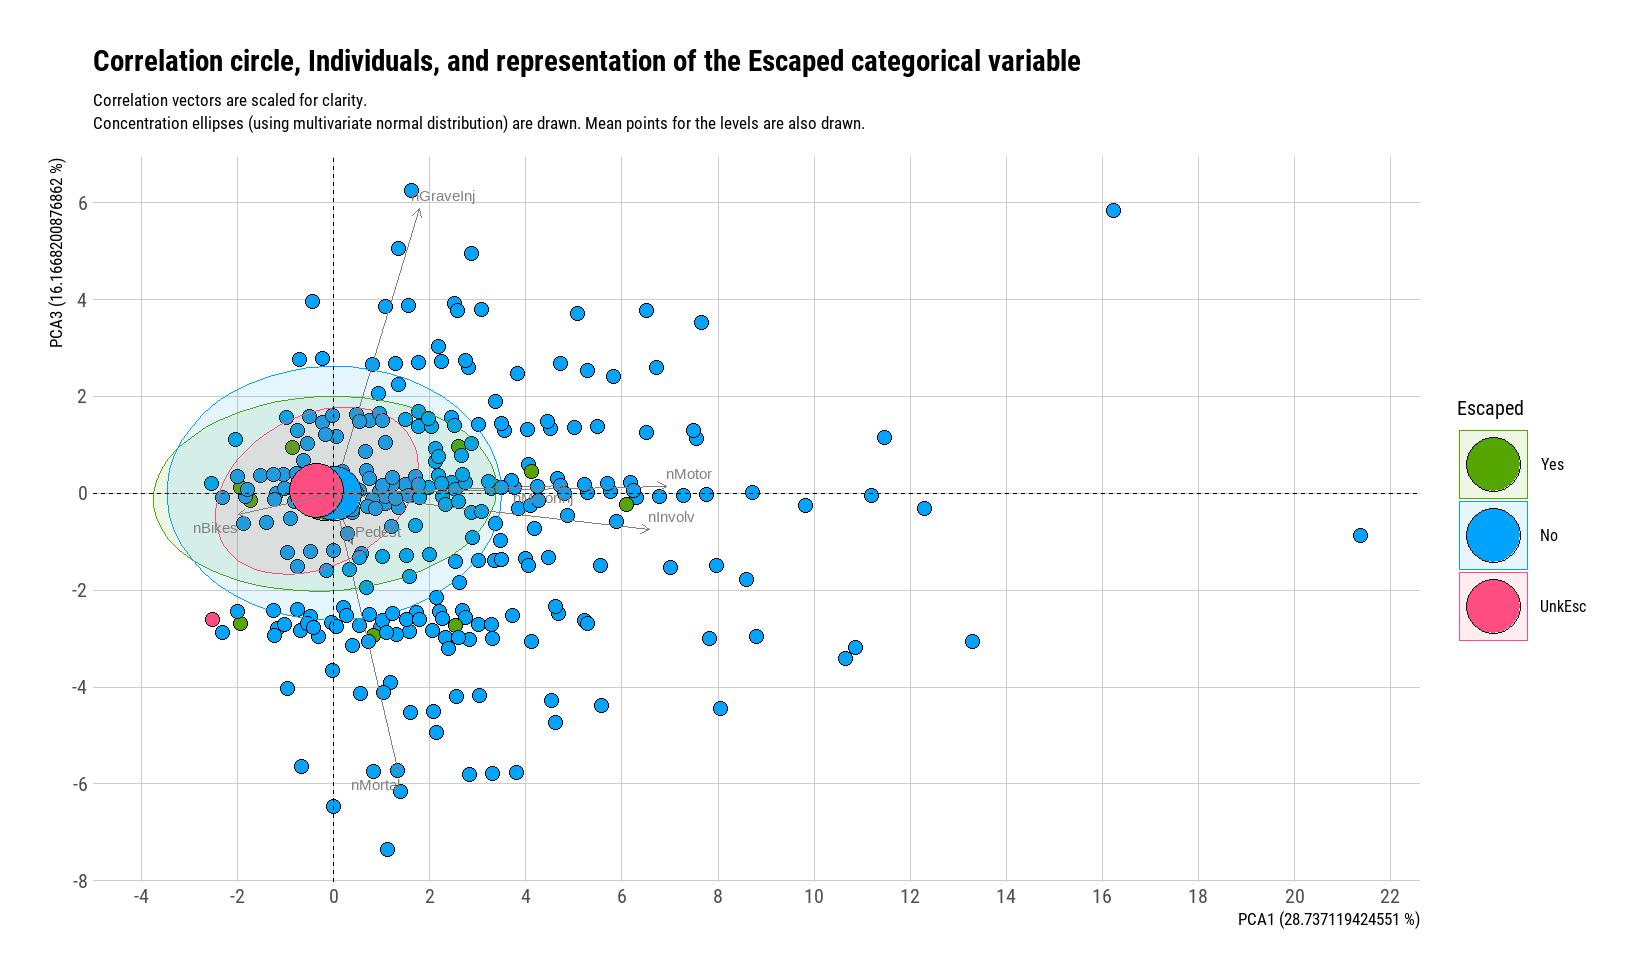 Correlation circle, Individuals, and representation of the Escaped categorical variable
Correlation vectors are scaled for clarity.
Concentration ellipses (using multivariate normal distribution) are drawn. Mean points for the levels are also drawn.
PCA3 (16.1668200876862 %)
6
4
2
0
-2
-4
-6
-8
nGraveInj
nMotor
nInvolv
nBikes
nPedest
nMortal
-4
-2
0
2
4
6
8
10
12
14
16
18
20
22
PCA1 (28.737119424551 %)
Escaped
Yes
No
UnkEsc